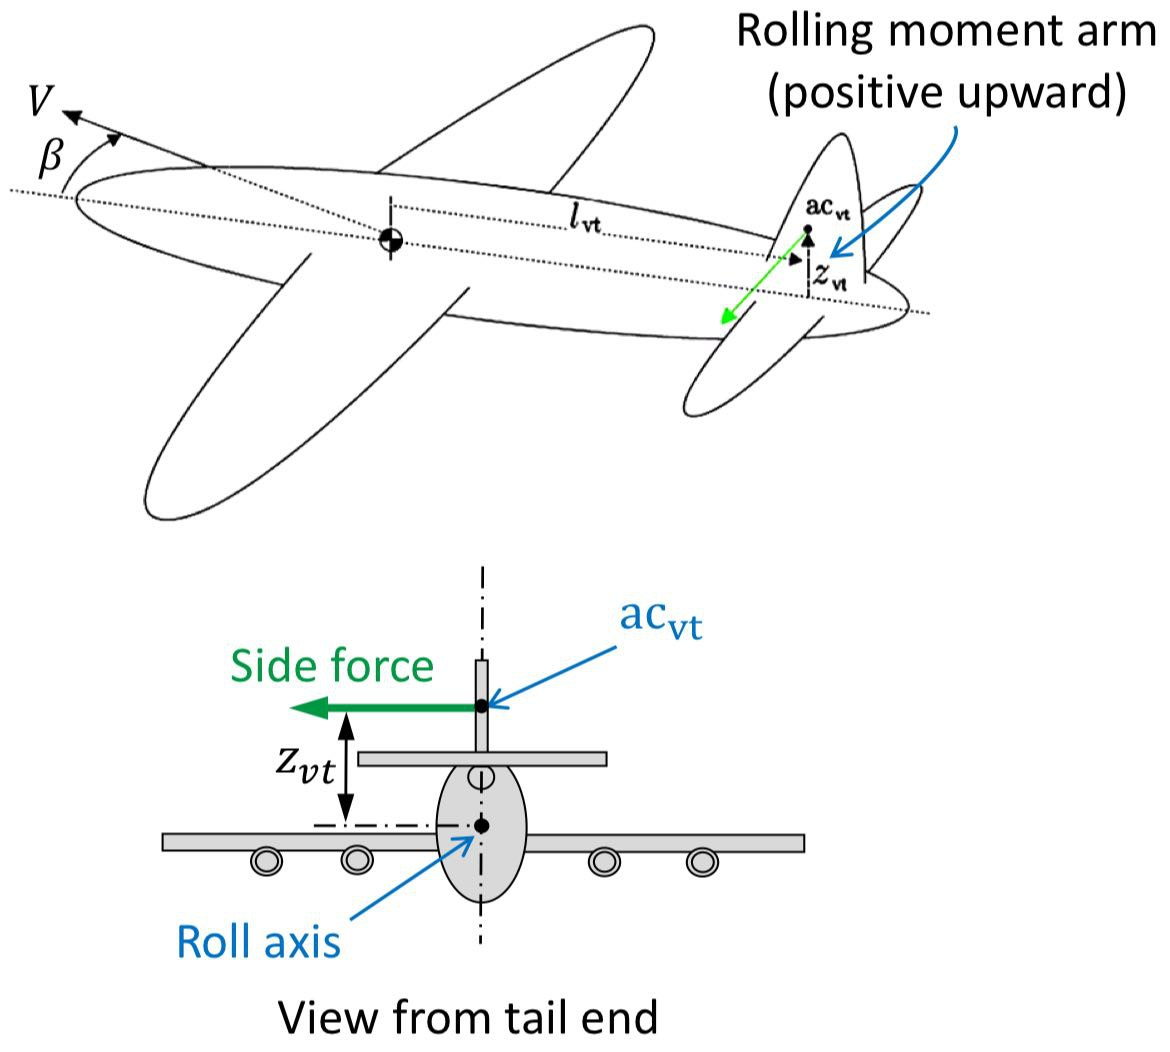 Rolling moment arm
(positive upward)
V
β
l_vt
ac_vt
z_vt
ac_vt
Side force
z_vt
Roll axis
View from tail end